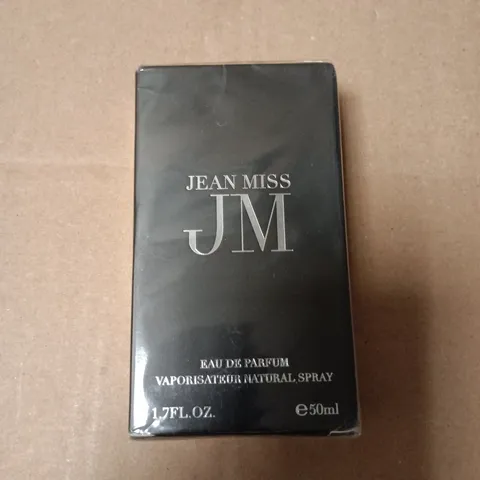 JEAN MISS
JM
EAU DE PARFUM
VAPORISATEUR NATURAL SPRAY
1.7FL.OZ. ℮50ml